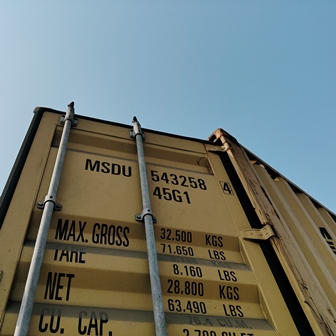 MSDU 543258 4
45G1
MAX. GROSS 32.500 KGS
71.650 LBS
TARE
8.160 LBS
NET 28.800 KGS
63.490 LBS
CU. CAP.